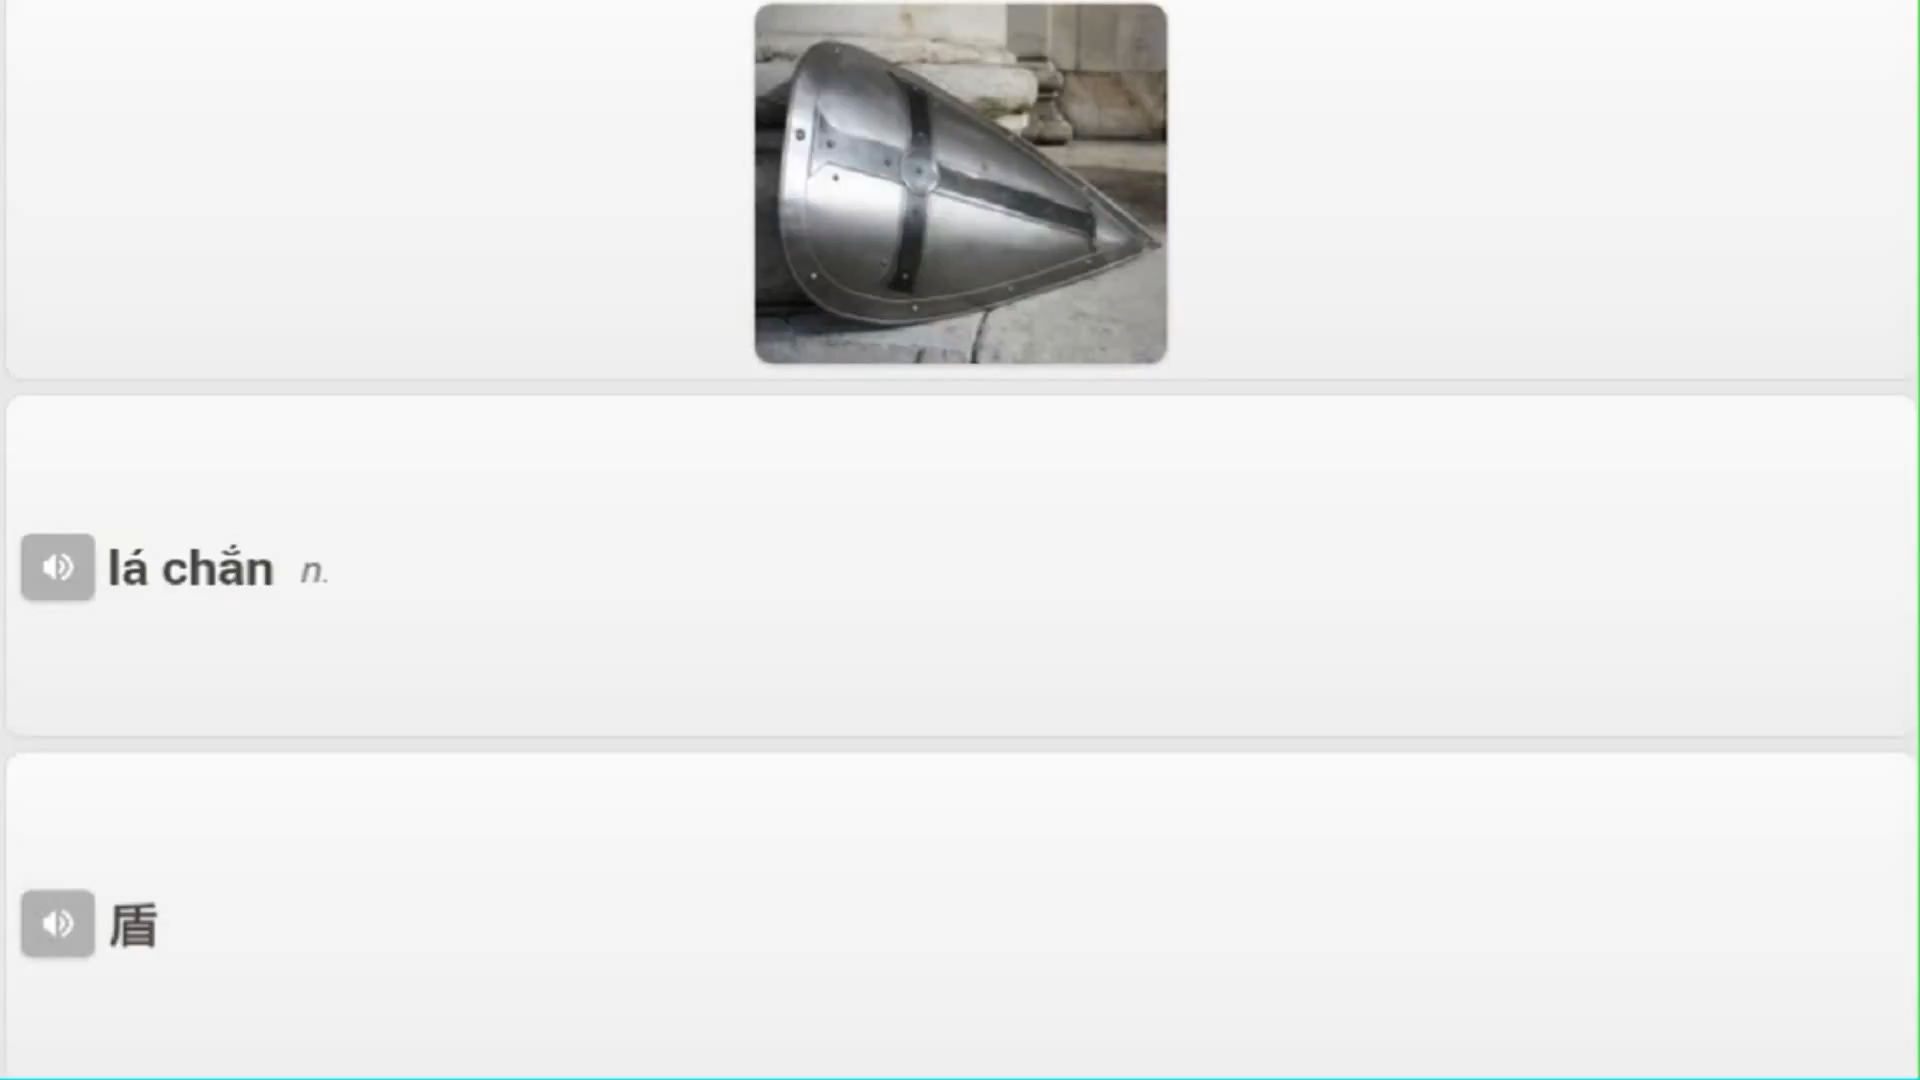 lá chắn n.
盾